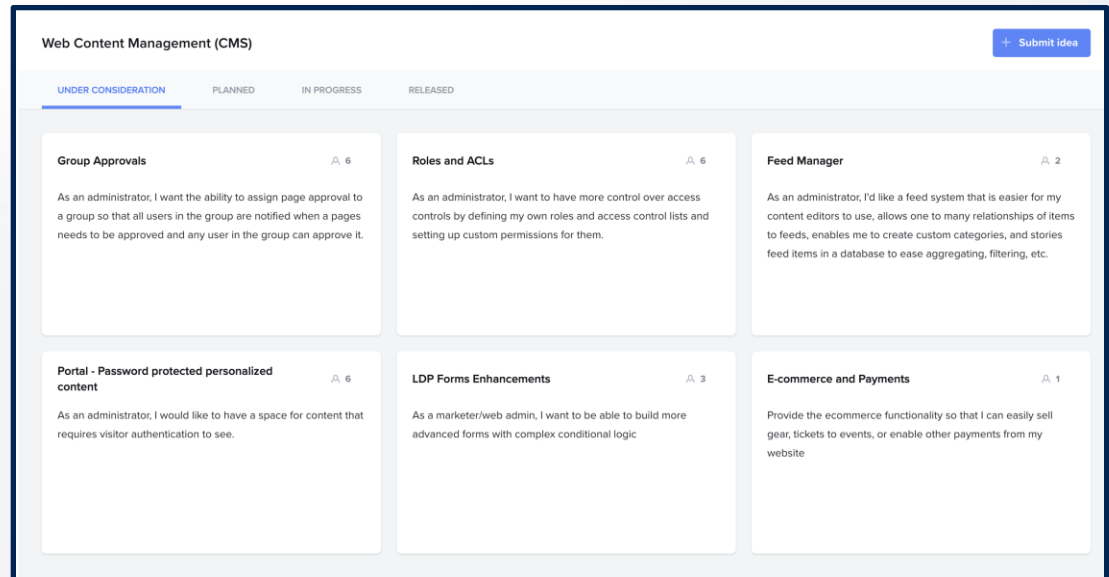 Web Content Management (CMS)
+ Submit idea
UNDER CONSIDERATION PLANNED IN PROGRESS RELEASED
Group Approvals 6
As an administrator, I want the ability to assign page approval to
a group so that all users in the group are notified when a pages
needs to be approved and any user in the group can approve it.
Roles and ACLs 6
As an administrator, I want to have more control over access
controls by defining my own roles and access control lists and
setting up custom permissions for them.
Feed Manager 2
As an administrator, I'd like a feed system that is easier for my
content editors to use, allows one to many relationships of items
to feeds, enables me to create custom categories, and stories
feed items in a database to ease aggregating, filtering, etc.
Portal - Password protected personalized
content 6
As an administrator, I would like to have a space for content that
requires visitor authentication to see.
LDP Forms Enhancements 3
As a marketer/web admin, I want to be able to build more
advanced forms with complex conditional logic
E-commerce and Payments 1
Provide the ecommerce functionality so that I can easily sell
gear, tickets to events, or enable other payments from my
website